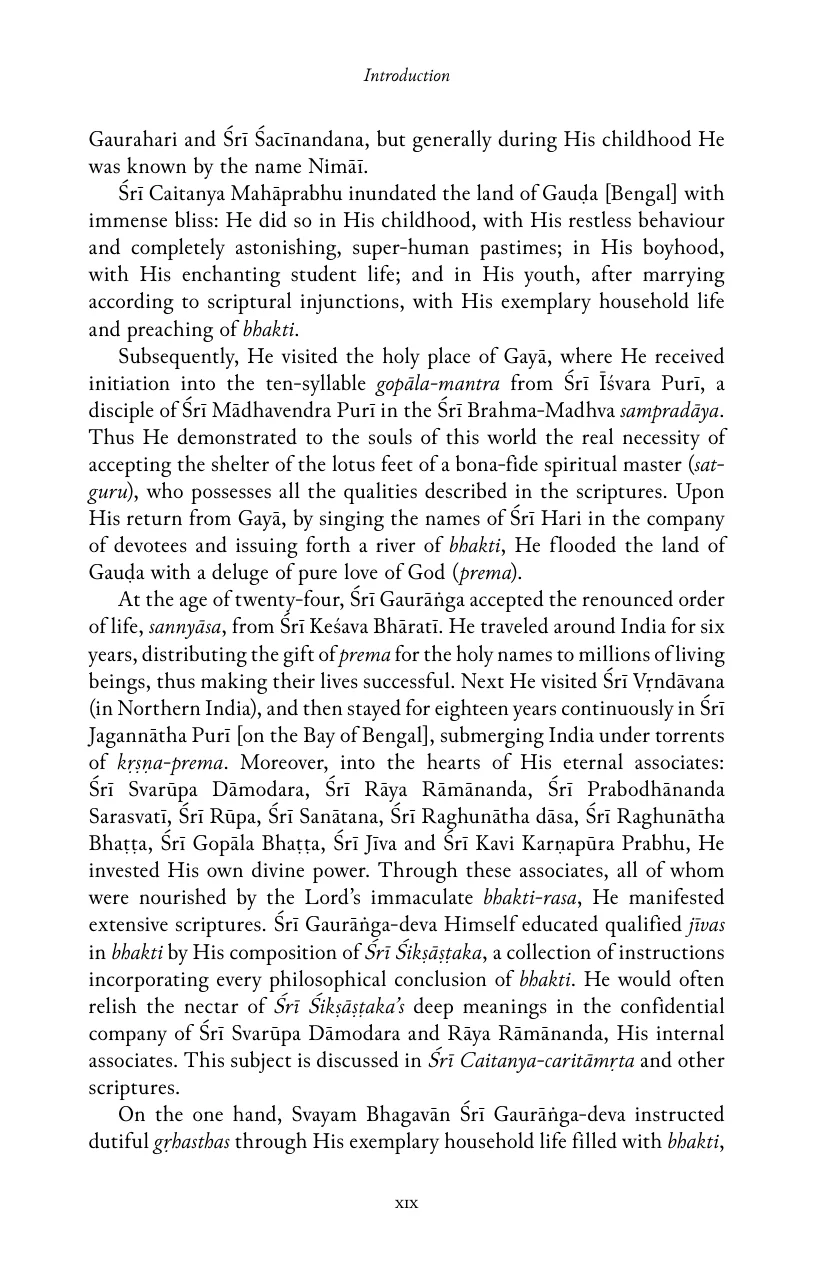 Introduction
Gaurahari and Śrī Śacīnandana, but generally during His childhood He
was known by the name Nimāī.
Śrī Caitanya Mahāprabhu inundated the land of Gauḍa [Bengal] with
immense bliss: He did so in His childhood, with His restless behaviour
and completely astonishing, super-human pastimes; in His boyhood,
with His enchanting student life; and in His youth, after marrying
according to scriptural injunctions, with His exemplary household life
and preaching of bhakti.
Subsequently, He visited the holy place of Gayā, where He received
initiation into the ten-syllable gopāla-mantra from Śrī Īśvara Purī, a
disciple of Śrī Mādhavendra Purī in the Śrī Brahma-Madhva sampradāya.
Thus He demonstrated to the souls of this world the real necessity of
accepting the shelter of the lotus feet of a bona-fide spiritual master (sat-
guru), who possesses all the qualities described in the scriptures. Upon
His return from Gayā, by singing the names of Śrī Hari in the company
of devotees and issuing forth a river of bhakti, He flooded the land of
Gauḍa with a deluge of pure love of God (prema).
At the age of twenty-four, Śrī Gaurāṅga accepted the renounced order
of life, sannyāsa, from Śrī Keśava Bhāratī. He traveled around India for six
years, distributing the gift of prema for the holy names to millions of living
beings, thus making their lives successful. Next He visited Śrī Vṛndāvana
(in Northern India), and then stayed for eighteen years continuously in Śrī
Jagannātha Purī [on the Bay of Bengal], submerging India under torrents
of kṛṣṇa-prema. Moreover, into the hearts of His eternal associates:
Śrī Svarūpa Dāmodara, Śrī Rāya Rāmānanda, Śrī Prabodhānanda
Sarasvatī, Śrī Rūpa, Śrī Sanātana, Śrī Raghunātha dāsa, Śrī Raghunātha
Bhaṭṭa, Śrī Gopāla Bhaṭṭa, Śrī Jīva and Śrī Kavi Karṇapūra Prabhu, He
invested His own divine power. Through these associates, all of whom
were nourished by the Lord’s immaculate bhakti-rasa, He manifested
extensive scriptures. Śrī Gaurāṅga-deva Himself educated qualified jīvas
in bhakti by His composition of Śrī Śikṣāṣṭaka, a collection of instructions
incorporating every philosophical conclusion of bhakti. He would often
relish the nectar of Śrī Śikṣāṣṭaka’s deep meanings in the confidential
company of Śrī Svarūpa Dāmodara and Rāya Rāmānanda, His internal
associates. This subject is discussed in Śrī Caitanya-caritāmṛta and other
scriptures.
On the one hand, Svayam Bhagavān Śrī Gaurāṅga-deva instructed
dutiful gṛhasthas through His exemplary household life filled with bhakti,
XIX